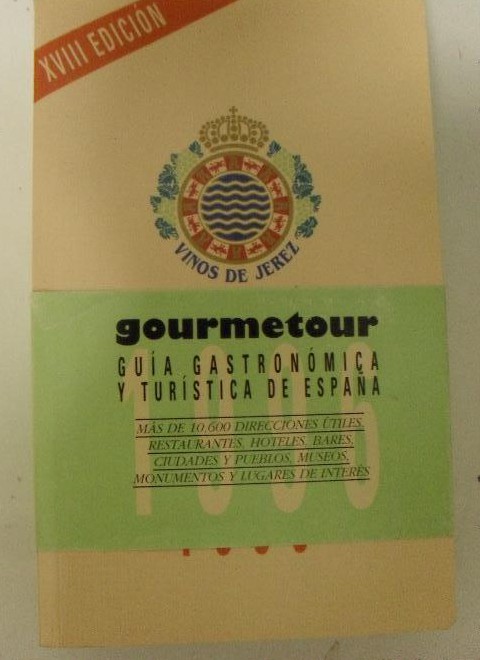 XVIII EDICIÓN
VINOS DE JEREZ
gourmetour
GUÍA GASTRONÓMICA
Y TURÍSTICA DE ESPAÑA
MÁS DE 10.600 DIRECCIONES ÚTILES,
RESTAURANTES, HOTELES, BARES,
CIUDADES Y PUEBLOS, MUSEOS,
MONUMENTOS Y LUGARES DE INTERÉS
1996